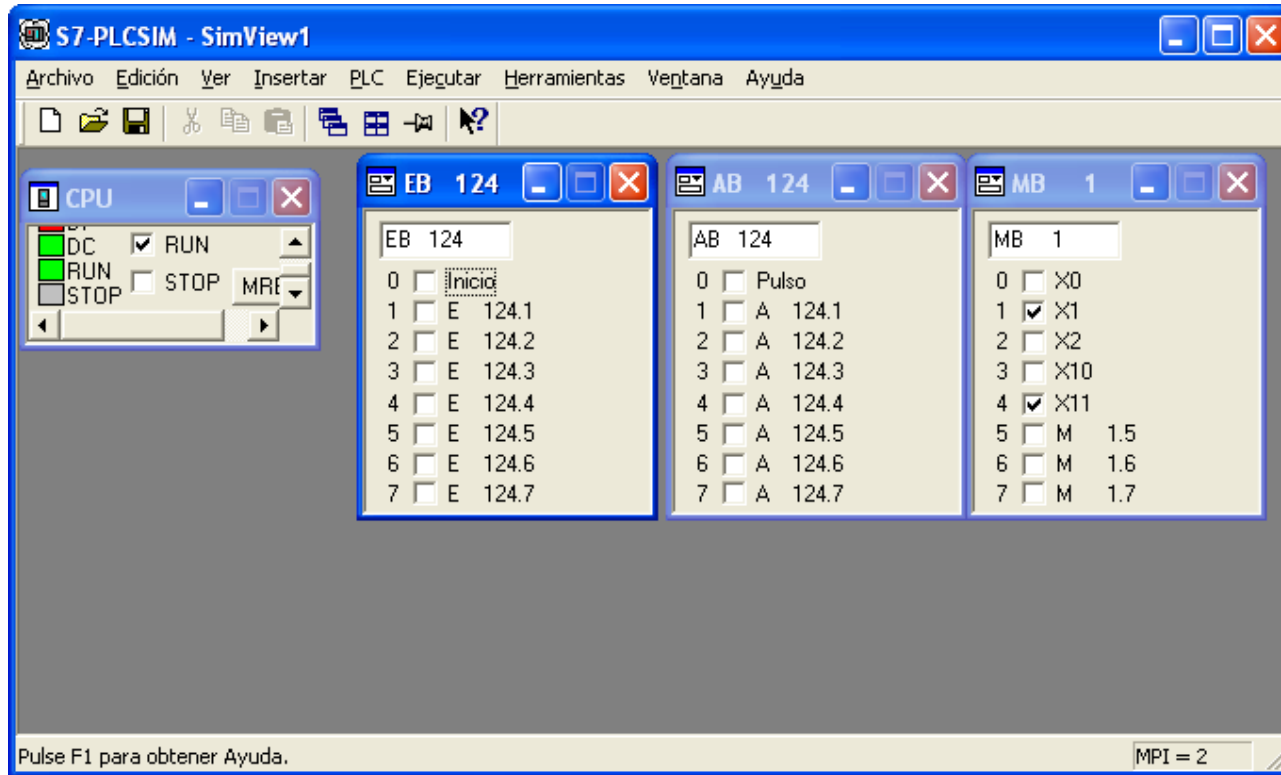 S7-PLCSIM - SimView1
Archivo Edición Ver Insertar PLC Ejecutar Herramientas Ventana Ayuda
CPU
DC
RUN
STOP
RUN
STOP
EB 124
EB 124
0 Inicio
1 E 124.1
2 E 124.2
3 E 124.3
4 E 124.4
5 E 124.5
6 E 124.6
7 E 124.7
AB 124
AB 124
0 Pulso
1 A 124.1
2 A 124.2
3 A 124.3
4 A 124.4
5 A 124.5
6 A 124.6
7 A 124.7
MB 1
MB 1
0 X0
1 X1
2 X2
3 X10
4 X11
5 M 1.5
6 M 1.6
7 M 1.7
Pulse F1 para obtener Ayuda.
MPI = 2